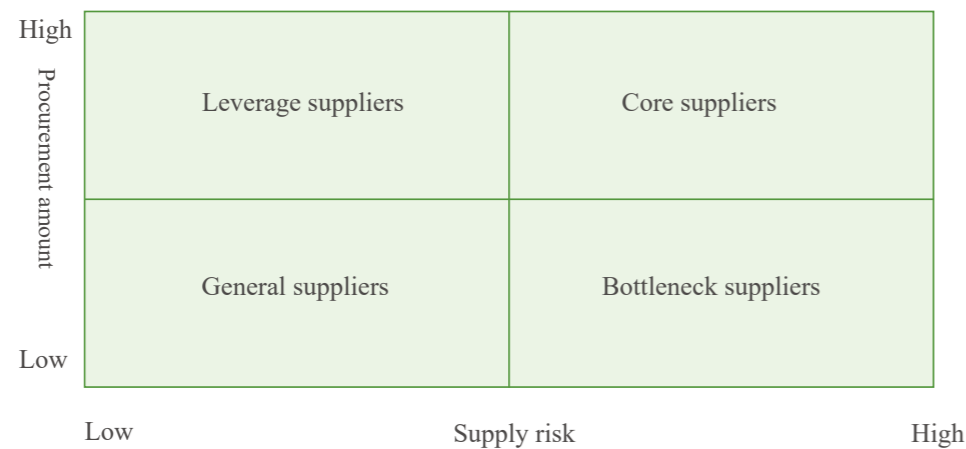 High
Procurement amount
Leverage suppliers
Core suppliers
General suppliers
Bottleneck suppliers
Low
Low
Supply risk
High